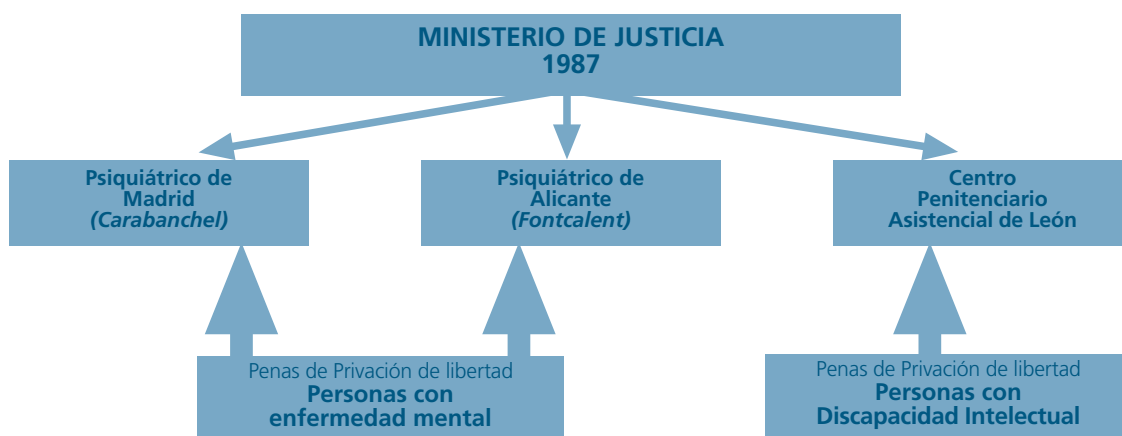 MINISTERIO DE JUSTICIA
1987
Psiquiátrico de
Madrid
(Carabanchel)
Psiquiátrico de
Alicante
(Fontcalent)
Centro
Penitenciario
Asistencial de León
Penas de Privación de libertad
Personas con
enfermedad mental
Penas de Privación de libertad
Personas con
Discapacidad Intelectual